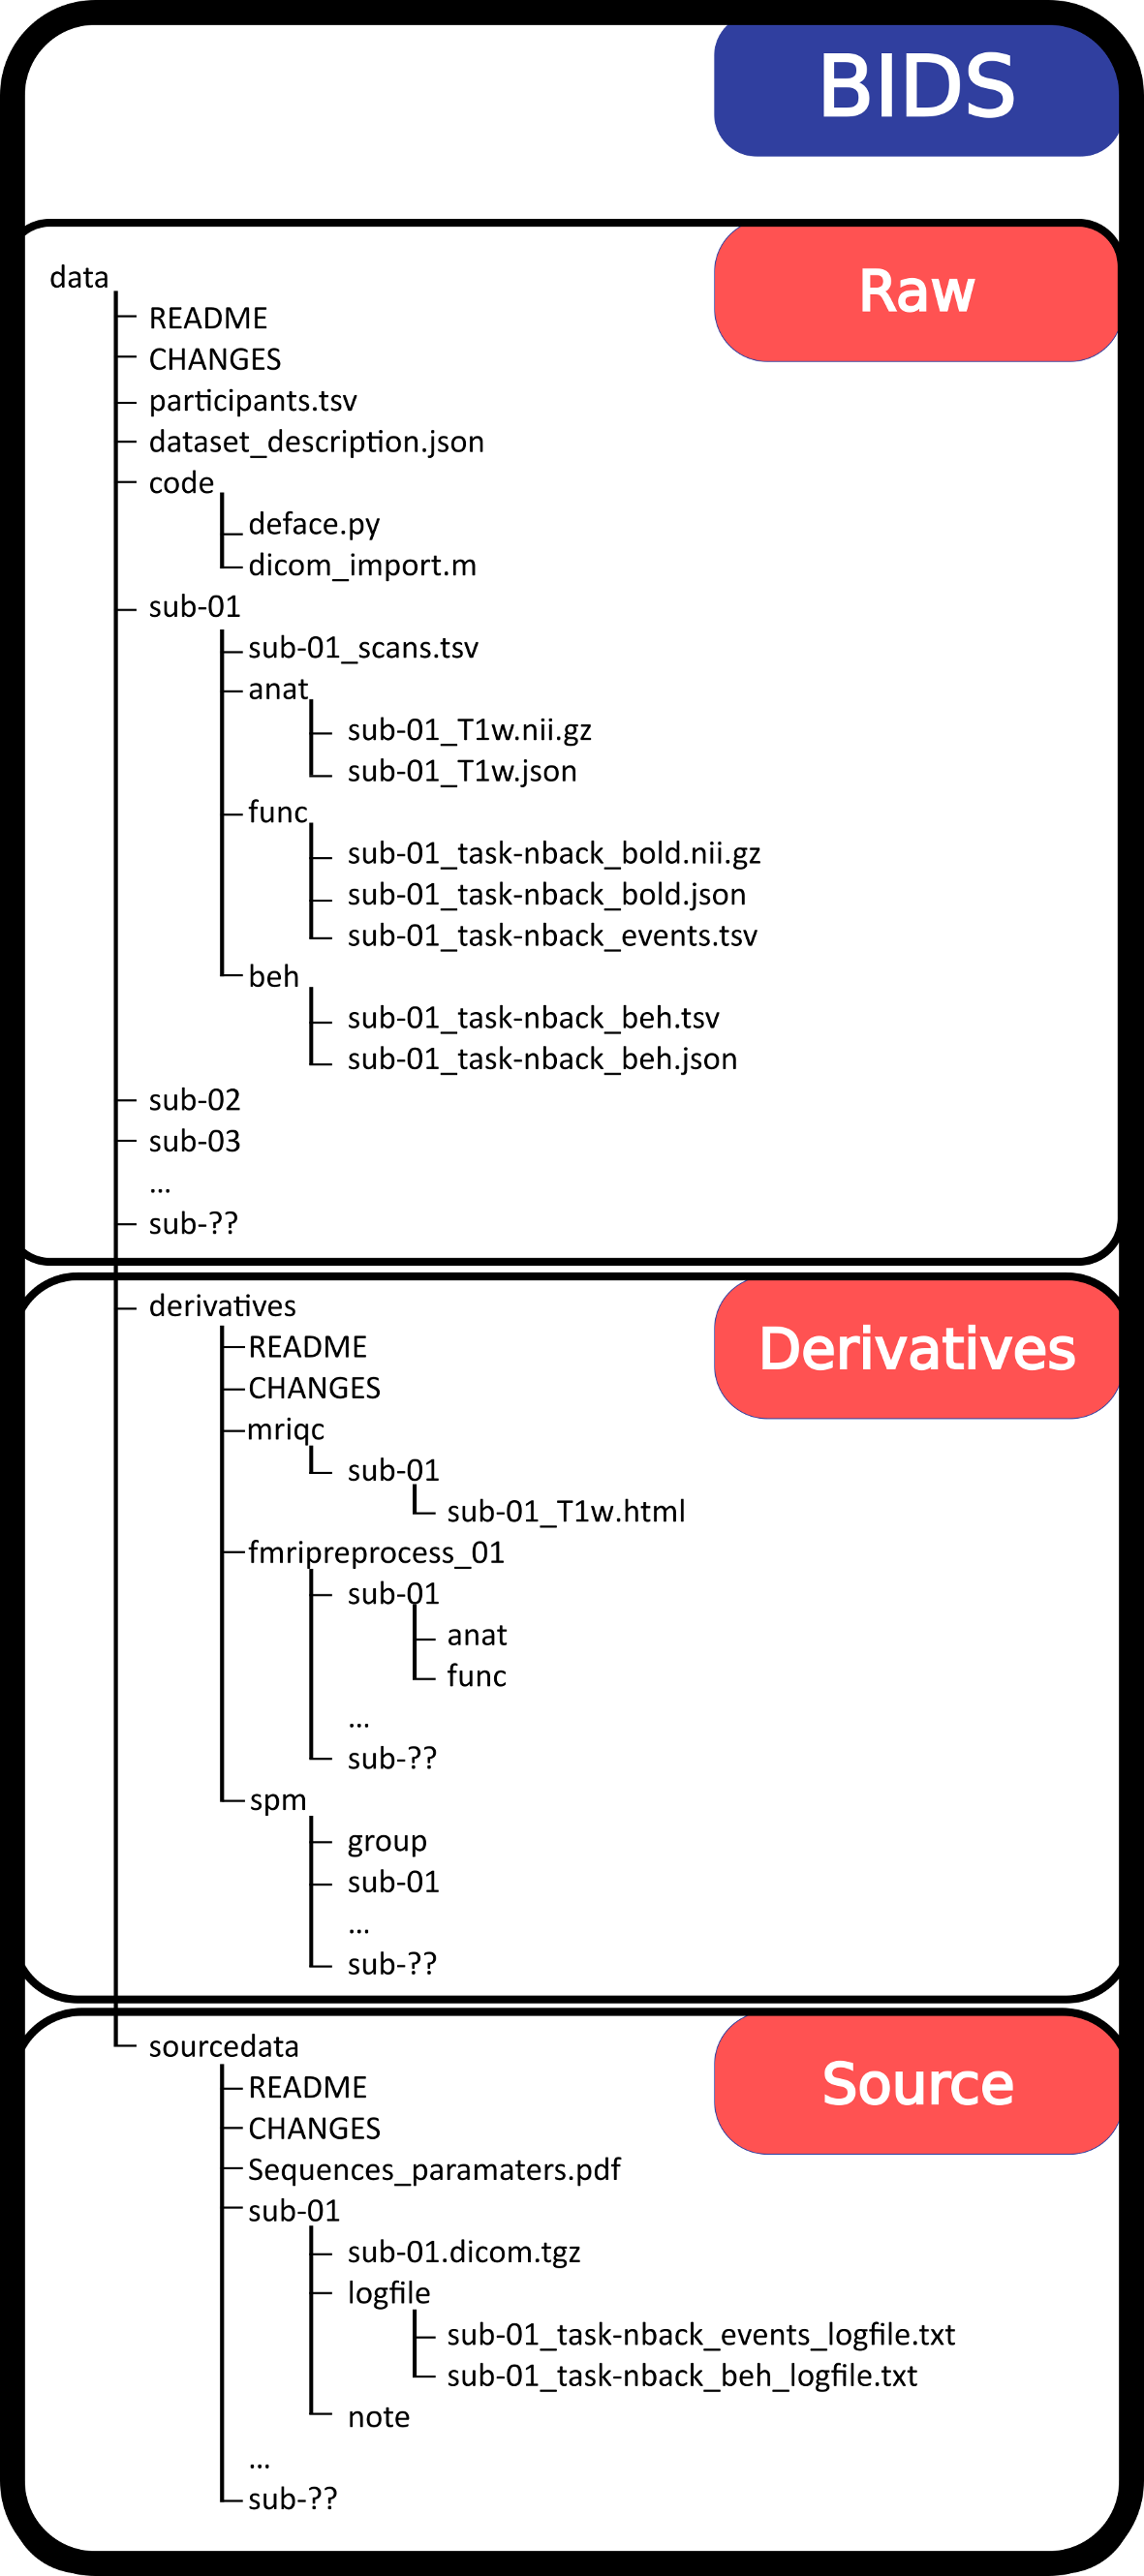 BIDS
Raw
data
README
CHANGES
participants.tsv
dataset_description.json
code
deface.py
dicom_import.m
sub-01
sub-01_scans.tsv
anat
sub-01_T1w.nii.gz
sub-01_T1w.json
func
sub-01_task-nback_bold.nii.gz
sub-01_task-nback_bold.json
sub-01_task-nback_events.tsv
beh
sub-01_task-nback_beh.tsv
sub-01_task-nback_beh.json
sub-02
sub-03
...
sub-??
Derivatives
derivatives
README
CHANGES
mriqc
sub-01
sub-01_T1w.html
fmripreprocess_01
sub-01
anat
func
...
sub-??
spm
group
sub-01
...
sub-??
Source
sourcedata
README
CHANGES
Sequences_paramaters.pdf
sub-01
sub-01.dicom.tgz
logfile
sub-01_task-nback_events_logfile.txt
sub-01_task-nback_beh_logfile.txt
note
...
sub-??